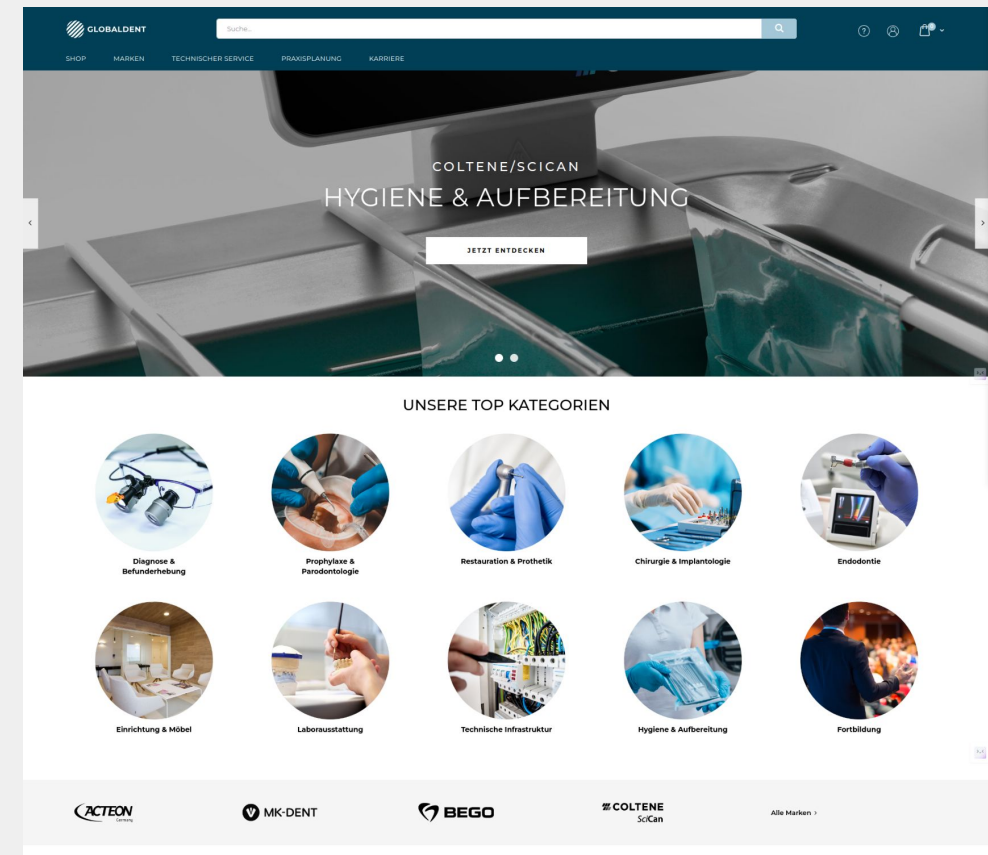 GLOBALDENT
Suche...
0
SHOP MARKEN TECHNISCHER SERVICE PRAXISPLANUNG KARRIERE
COLTENE/SCICAN
HYGIENE & AUFBEREITUNG
JETZT ENTDECKEN
UNSERE TOP KATEGORIEN
Diagnose &
Befunderhebung
Prophylaxe &
Parodontologie
Restauration & Prothetik
Chirurgie & Implantologie
Endodontie
Einrichtung & Möbel
Laborausstattung
Technische Infrastruktur
Hygiene & Aufbereitung
Fortbildung
ACTEON
Germany
MK-DENT
BEGO
COLTENE
SciCan
Alle Marken >